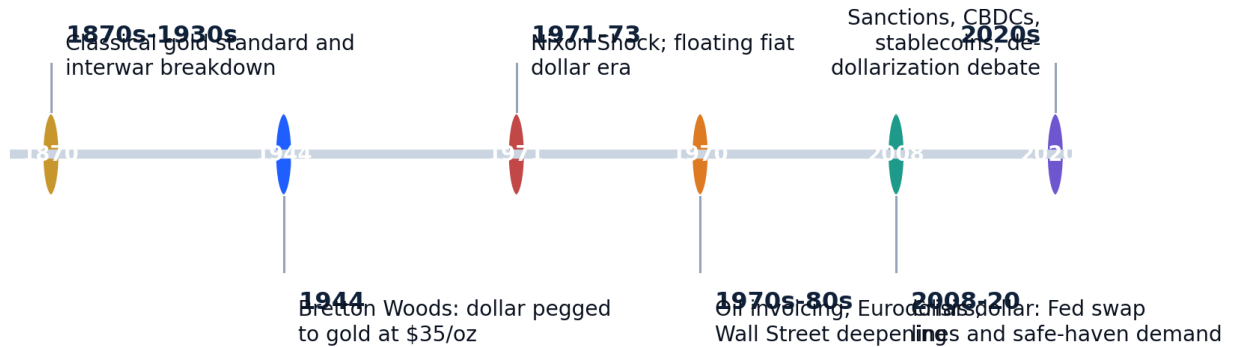 1870s-1930s
Classical gold standard and
interwar breakdown
1971-73
Nixon Shock; floating fiat
dollar era
2020s
Sanctions, CBDCs,
stablecoins, de-
dollarization debate
1870
1944
1971
1970
2008
2020
1944
Bretton Woods: dollar pegged
to gold at $35/oz
1970s-80s
Oil invoicing, Eurodollars,
Wall Street deepening
2008-20
dollar: Fed swap
lines and safe-haven demand